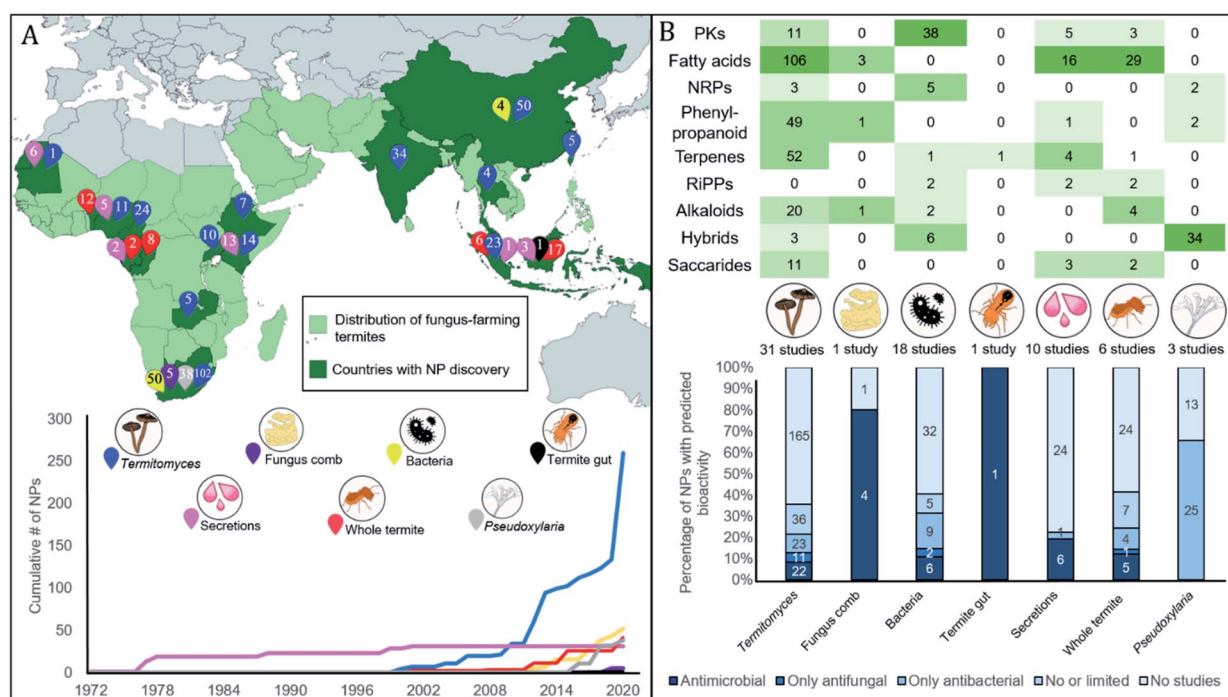 A
6 1
12 5 11 24
2 2 8
7
10 13 14
5
50 5 38 102
34
4 50
5
4
6 23 1 3 1 17
Distribution of fungus-farming
termites
Countries with NP discovery
300
250
200
150
100
50
0
Cumulative # of NPs
Termitomyces
Fungus comb
Bacteria
Termite gut
Secretions
Whole termite
Pseudoxylaria
1972 1978 1984 1990 1996 2002 2008 2014 2020
B
PKs 11 0 38 0 5 3 0
Fatty acids 106 3 0 0 16 29 0
NRPs 3 0 5 0 0 0 2
Phenyl-
propanoid 49 1 0 0 1 0 2
Terpenes 52 0 1 1 4 1 0
RiPPs 0 0 2 0 2 2 0
Alkaloids 20 1 2 0 0 4 0
Hybrids 3 0 6 0 0 0 34
Saccarides 11 0 0 0 3 2 0
31 studies 1 study 18 studies 1 study 10 studies 6 studies 3 studies
Percentage of NPs with predicted
bioactivity
100%
90%
80%
70%
60%
50%
40%
30%
20%
10%
0%
165
36
23
11
22
1
4
32
5
9
2
6
1
24
1
6
24
7
4
1
5
13
25
Termitomyces
Fungus comb
Bacteria
Termite gut
Secretions
Whole termite
Pseudoxylaria
Antimicrobial Only antifungal Only antibacterial No or limited No studies